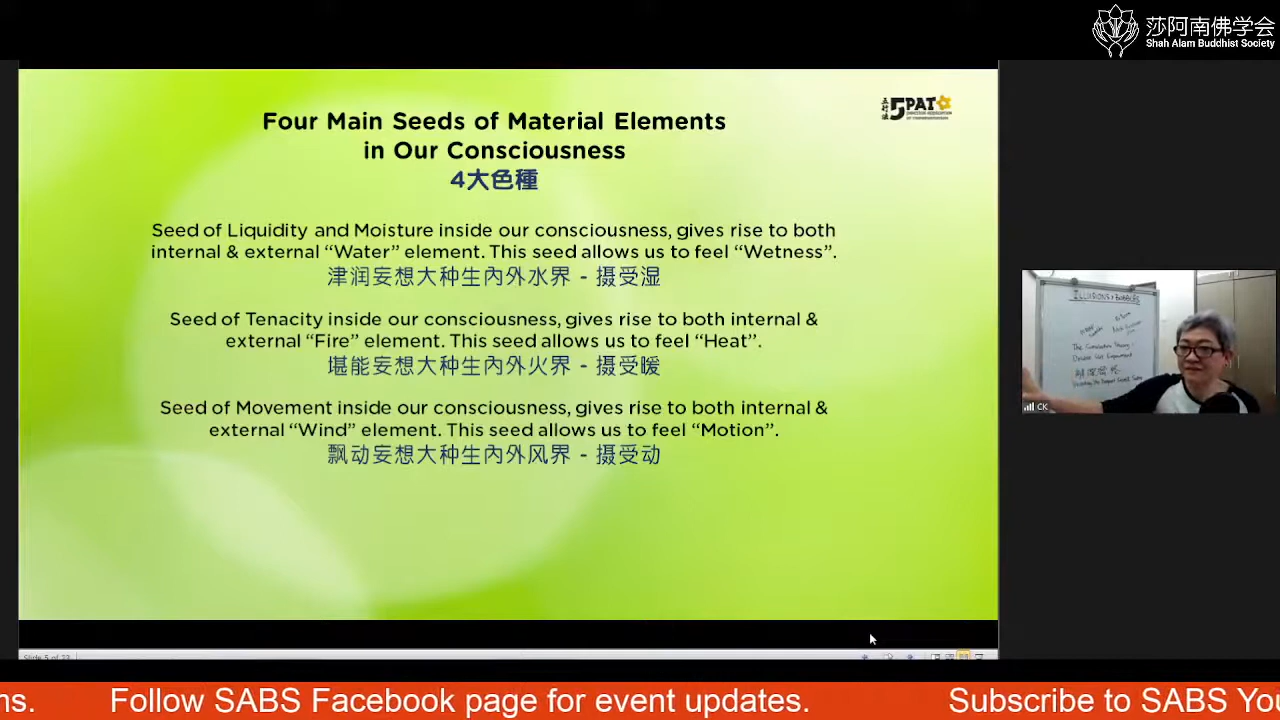 莎阿南佛学会
Shah Alam Buddhist Society
5PAT
Four Main Seeds of Material Elements
in Our Consciousness
4大色種
Seed of Liquidity and Moisture inside our consciousness, gives rise to both
internal & external “Water” element. This seed allows us to feel “Wetness”.
津润妄想大种生內外水界 - 摄受湿
Seed of Tenacity inside our consciousness, gives rise to both internal &
external “Fire” element. This seed allows us to feel “Heat”.
堪能妄想大种生內外火界 - 摄受暖
Seed of Movement inside our consciousness, gives rise to both internal &
external “Wind” element. This seed allows us to feel “Motion”.
飘动妄想大种生內外风界 - 摄受动
CK
Slide 5 of 23
ns. Follow SABS Facebook page for event updates. Subscribe to SABS You